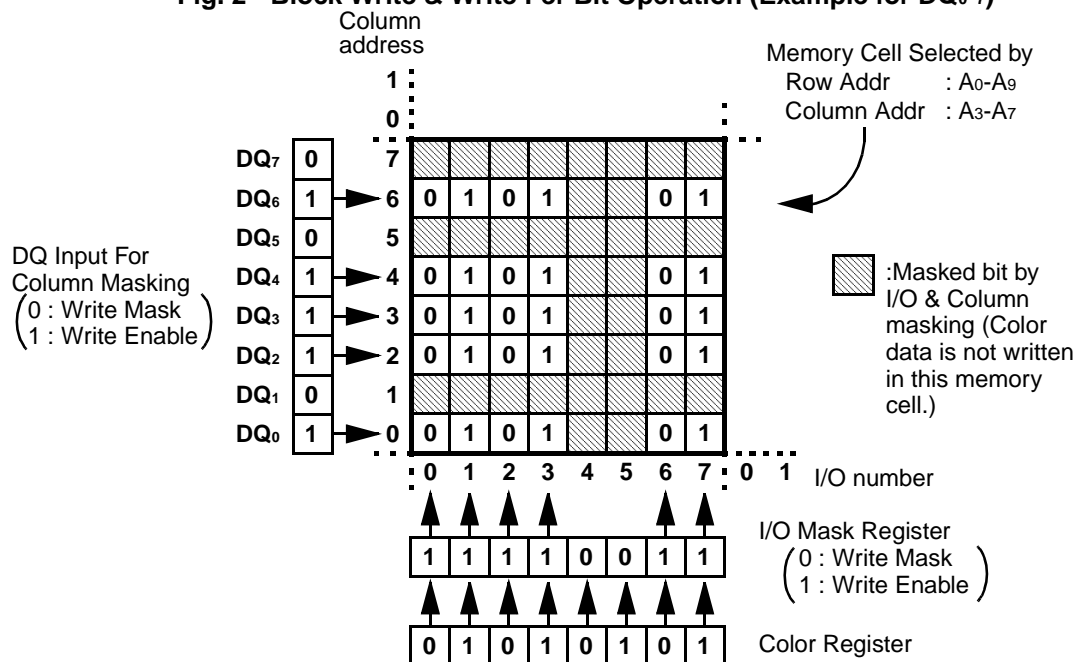 Fig. 2 – Block Write & Write Per Bit Operation (Example for DQ0-7)
Column
address
Memory Cell Selected by
Row Addr : A0-A9
Column Addr : A3-A7
1
0
DQ7 0 7
DQ6 1 6 0 1 0 1 0 1
DQ5 0 5
DQ4 1 4 0 1 0 1 0 1
DQ3 1 3 0 1 0 1 0 1
DQ2 1 2 0 1 0 1 0 1
DQ1 0 1
DQ0 1 0 0 1 0 1 0 1
DQ Input For
Column Masking
(0 : Write Mask
1 : Write Enable)
:Masked bit by
I/O & Column
masking (Color
data is not written
in this memory
cell.)
0 1 2 3 4 5 6 7 0 1 I/O number
1 1 1 1 0 0 1 1
I/O Mask Register
(0 : Write Mask
1 : Write Enable)
0 1 0 1 0 1 0 1 Color Register